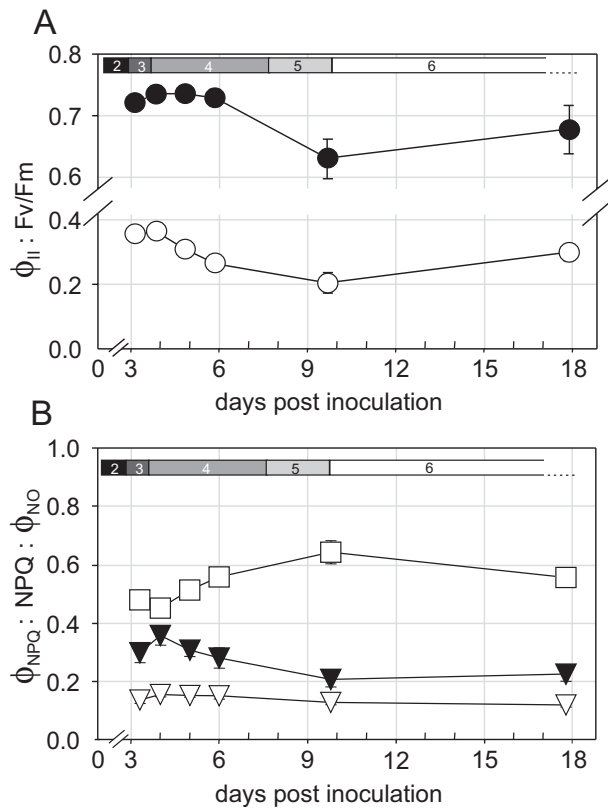 A
0.8
2 3 4 5 6
0.7
0.6
0.4
0.2
0.0
ϕII : Fv/Fm
0 3 6 9 12 15 18
days post inoculation
B
1.0
2 3 4 5 6
0.8
0.6
0.4
0.2
0.0
ϕNPQ : NPQ : ϕNO
0 3 6 9 12 15 18
days post inoculation